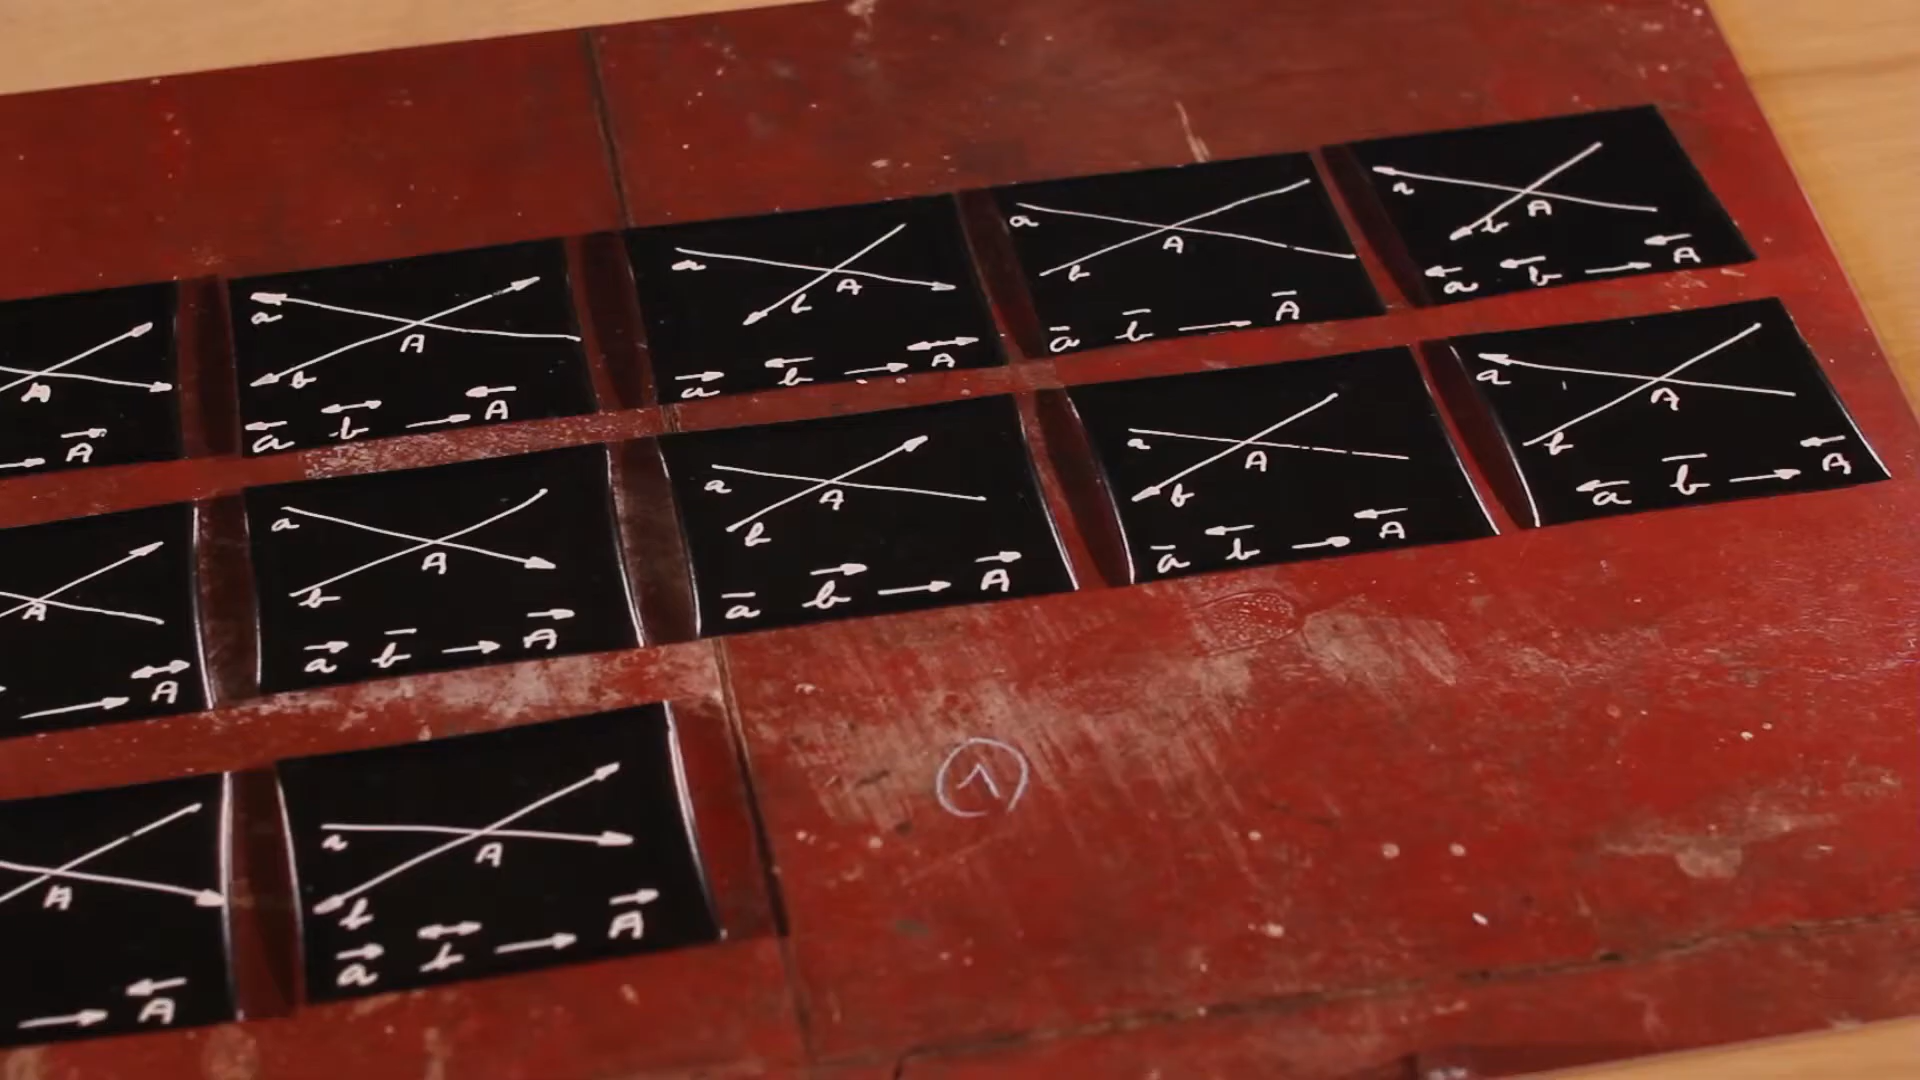 A
→ A⃗
a b A
a⃖ b⃡ → A⃖
a b A
a⃗ b⃖ → A⃡
a b A
a̅ b̅ → A̅
a b A
a⃖ b⃖ → A⃖
A
→ A⃡
a b A
a⃗ b̅ → A⃗
a b A
a̅ b⃗ → A⃗
a b A
a̅ b⃖ → A⃖
a b A
a⃖ b̅ → A⃖
A
→ A⃖
a b A
a⃗ b⃡ → A⃗
1